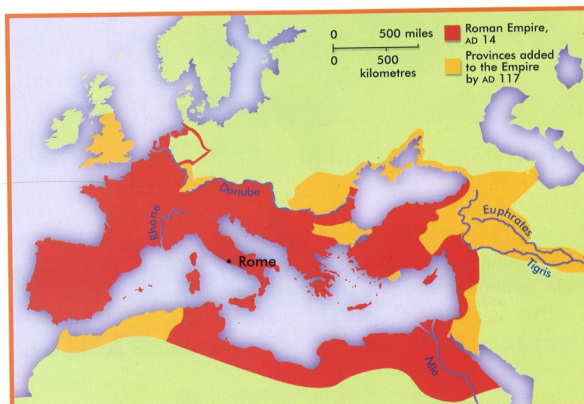 0 500 miles
0 500
kilometres
Roman Empire,
AD 14
Provinces added
to the Empire
by AD 117
Danube
Rhone
Rome
Euphrates
Tigris
Nile